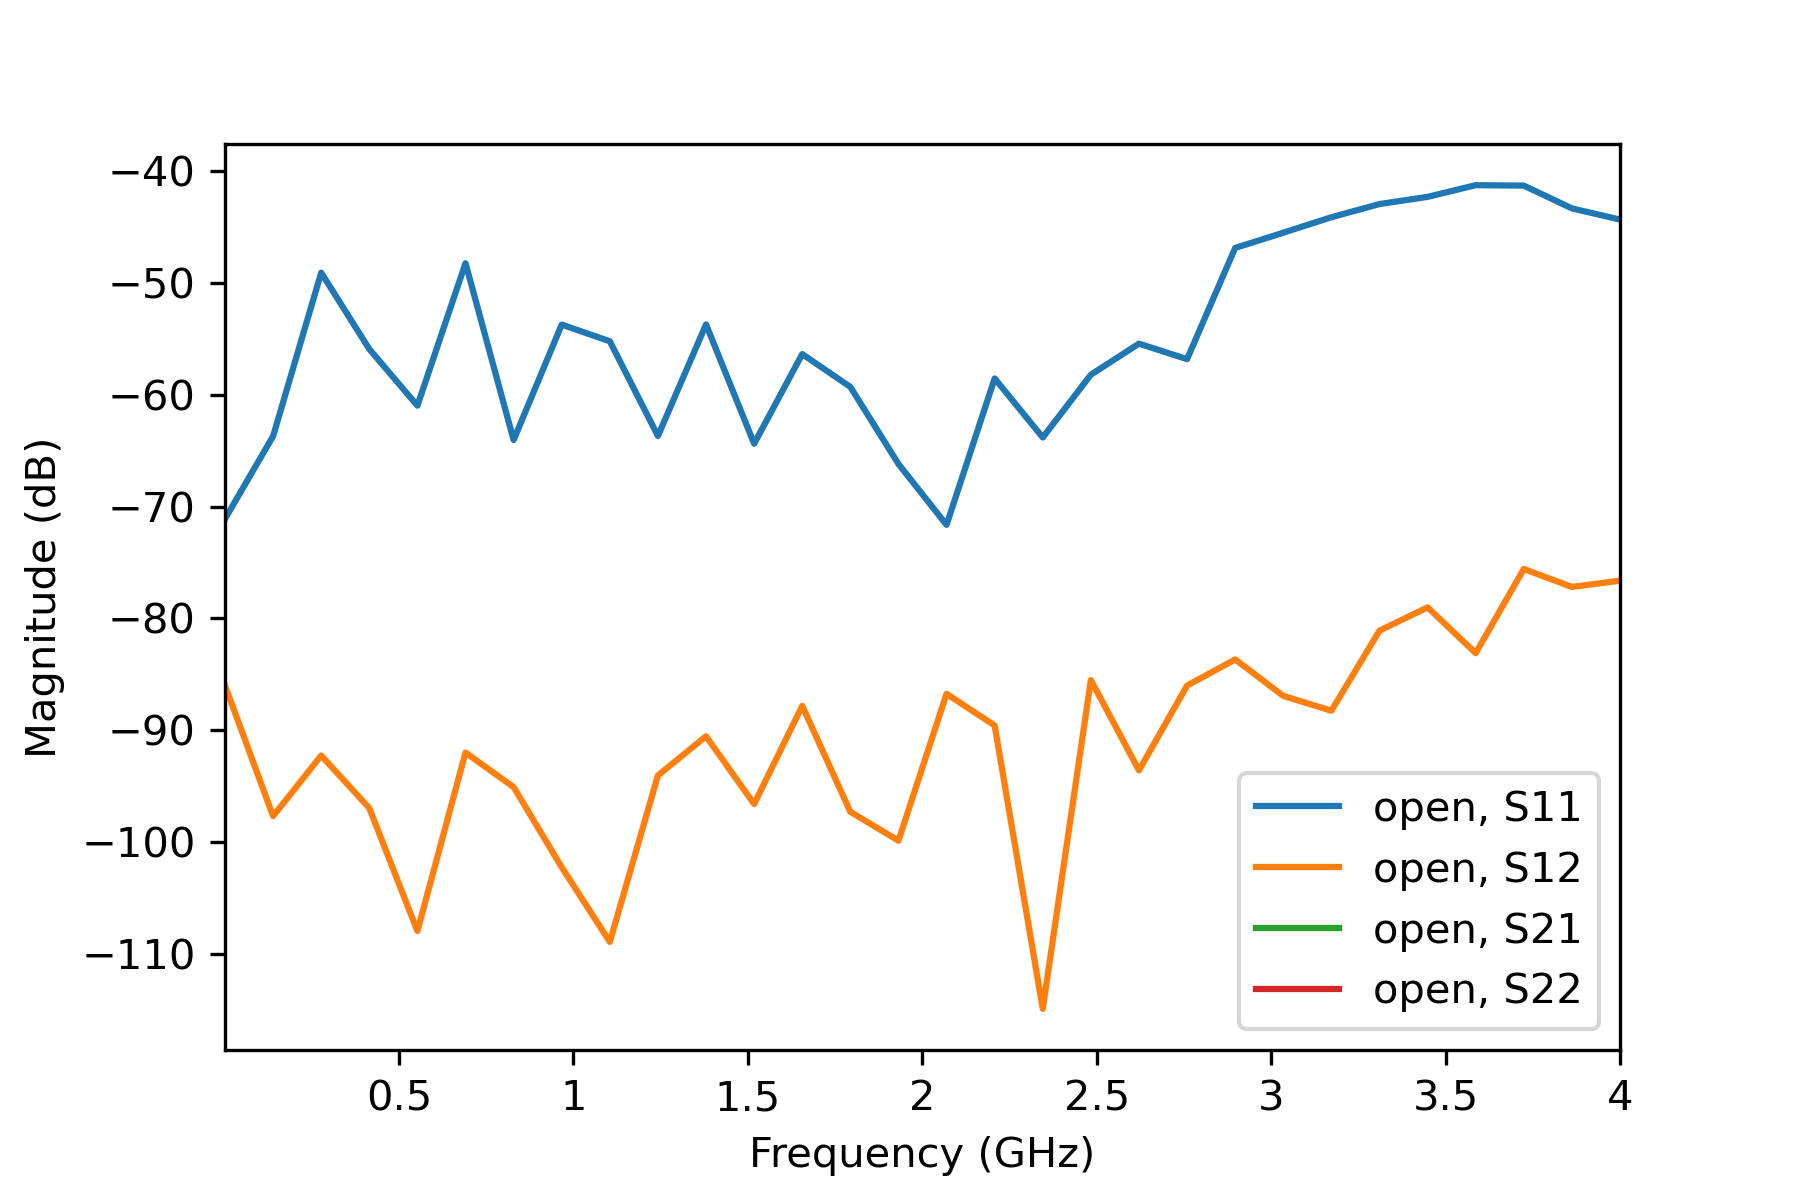 −40
−50
−60
−70
−80
−90
−100
−110
Magnitude (dB)
open, S11
open, S12
open, S21
open, S22
0.5 1 1.5 2 2.5 3 3.5 4
Frequency (GHz)